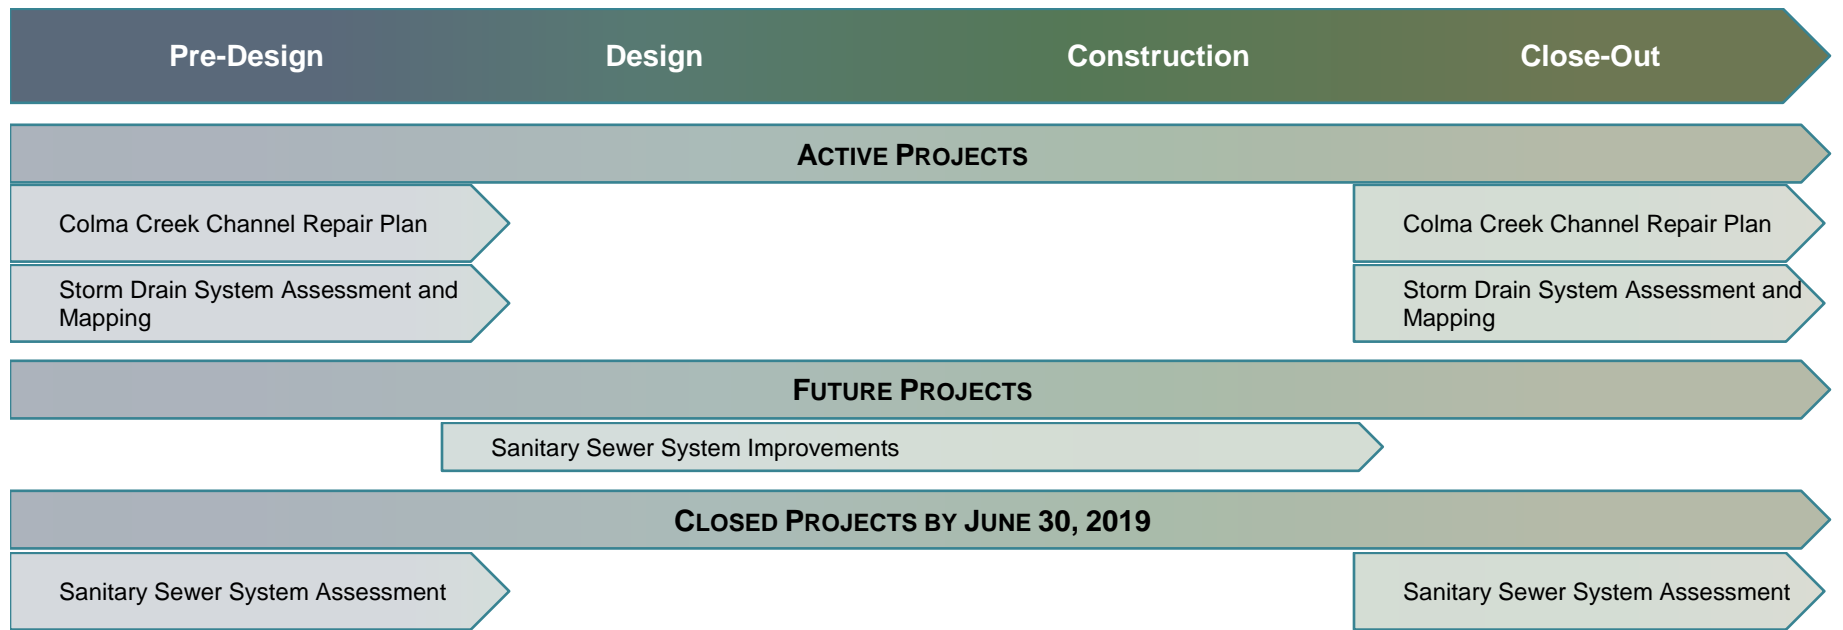 Pre-Design Design Construction Close-Out
ACTIVE PROJECTS
Colma Creek Channel Repair Plan
Colma Creek Channel Repair Plan
Storm Drain System Assessment and
Mapping
Storm Drain System Assessment and
Mapping
FUTURE PROJECTS
Sanitary Sewer System Improvements
CLOSED PROJECTS BY JUNE 30, 2019
Sanitary Sewer System Assessment
Sanitary Sewer System Assessment